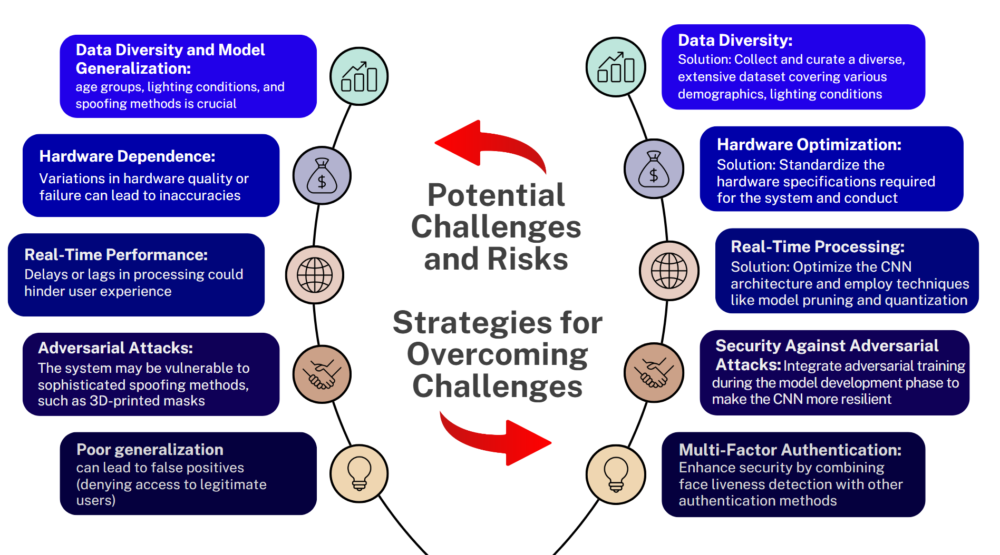 Data Diversity and Model
Generalization:
age groups, lighting conditions, and
spoofing methods is crucial
Hardware Dependence:
Variations in hardware quality or
failure can lead to inaccuracies
$
Real-Time Performance:
Delays or lags in processing could
hinder user experience
Adversarial Attacks:
The system may be vulnerable to
sophisticated spoofing methods,
such as 3D-printed masks
Poor generalization
can lead to false positives
(denying access to legitimate
users)
Potential
Challenges
and Risks
Strategies for
Overcoming
Challenges
Data Diversity:
Solution: Collect and curate a diverse,
extensive dataset covering various
demographics, lighting conditions
$
Hardware Optimization:
Solution: Standardize the
hardware specifications required
for the system and conduct
Real-Time Processing:
Solution: Optimize the CNN
architecture and employ techniques
like model pruning and quantization
Security Against Adversarial
Attacks: Integrate adversarial training
during the model development phase to
make the CNN more resilient
Multi-Factor Authentication:
Enhance security by combining
face liveness detection with other
authentication methods